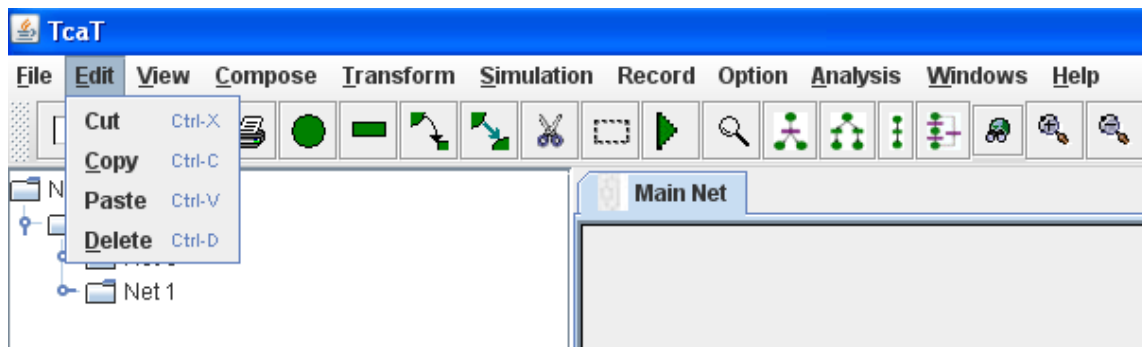 TcaT
File Edit View Compose Transform Simulation Record Option Analysis Windows Help
Cut Ctrl-X
Copy Ctrl-C
Paste Ctrl-V
Delete Ctrl-D
Main Net
Net 1